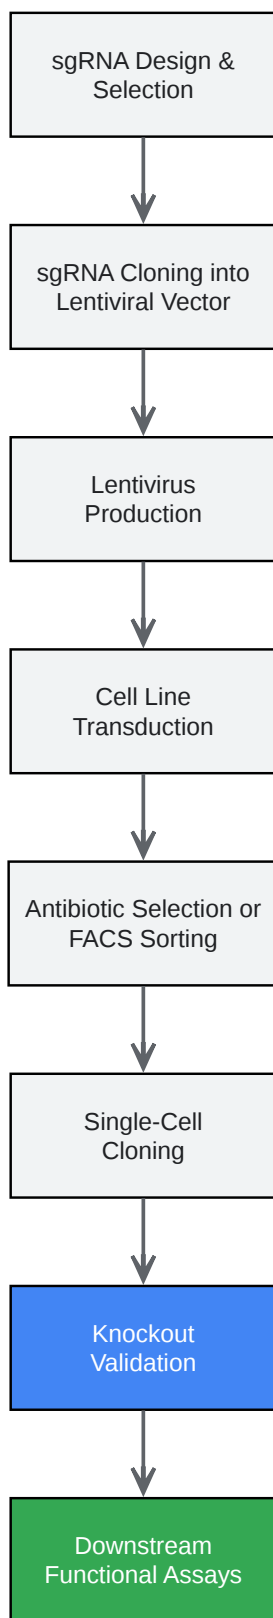 sgRNA Design &
Selection
sgRNA Cloning into
Lentiviral Vector
Lentivirus
Production
Cell Line
Transduction
Antibiotic Selection or
FACS Sorting
Single-Cell
Cloning
Knockout
Validation
Downstream
Functional Assays